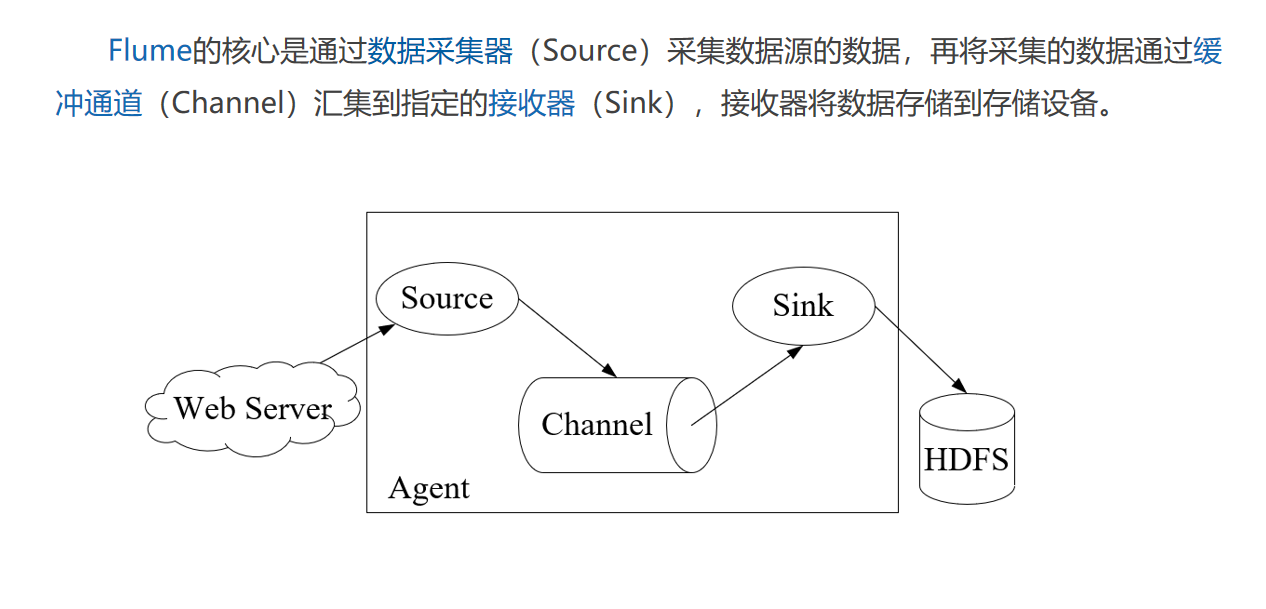 Flume的核心是通过数据采集器（Source）采集数据源的数据，再将采集的数据通过缓
冲通道（Channel）汇集到指定的接收器（Sink），接收器将数据存储到存储设备。
Source
Sink
Web Server
Channel
HDFS
Agent